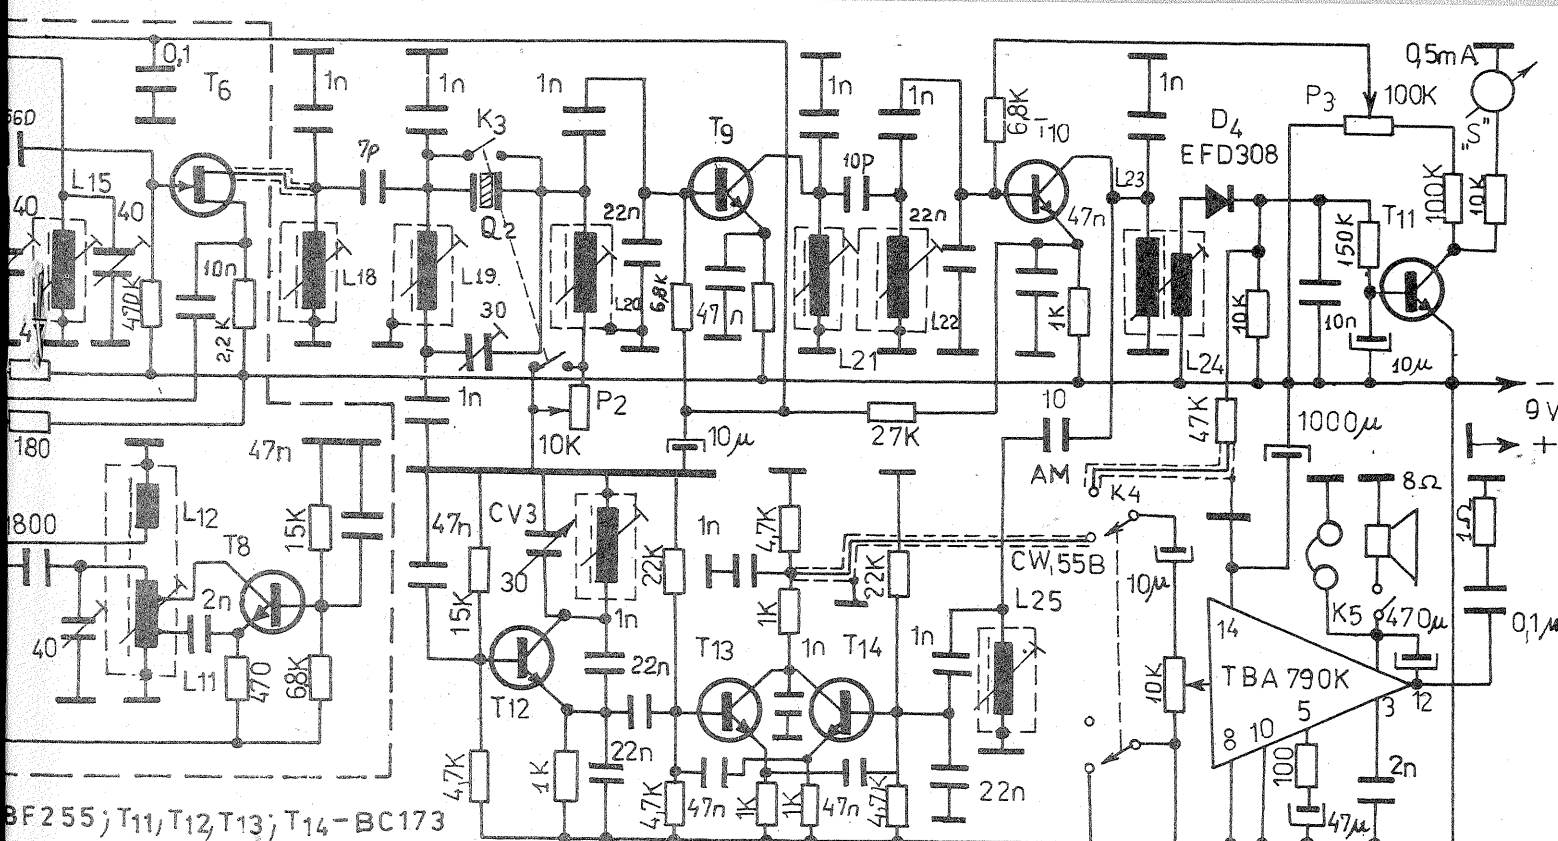 0,1
T6
1n
1n
1n
K3
7p
Q2
T9
1n
1n
10p
6,8K
T10
1n
D4
EFD308
P3
100K
0,5mA
"S"
560
40
L15
40
470K
10n
2,2K
L18
L19
30
22n
L20
6,8k
47n
L21
22n
L22
47n
1K
L23
L24
10K
10n
150K
T11
100K
10K
10µ
- 9V
+
180
1n
10K
P2
10µ
27K
10
AM
47K
1000µ
K4
8Ω
1Ω
47n
L12
1800
T8
15K
2n
40
L11
470
68K
47n
CV3
30
15K
T12
1n
22n
22n
22K
4,7K
1K
1n
4,7K
1K
T13
1n
T14
22K
CW, SSB
L25
1n
22n
4,7K
47n
1K
1K
47n
4,7K
10µ
10K
K5
470µ
0,1µ
14
TBA 790K
12
8
10
5
3
100
47µ
2n
BF255; T11, T12, T13; T14-BC173